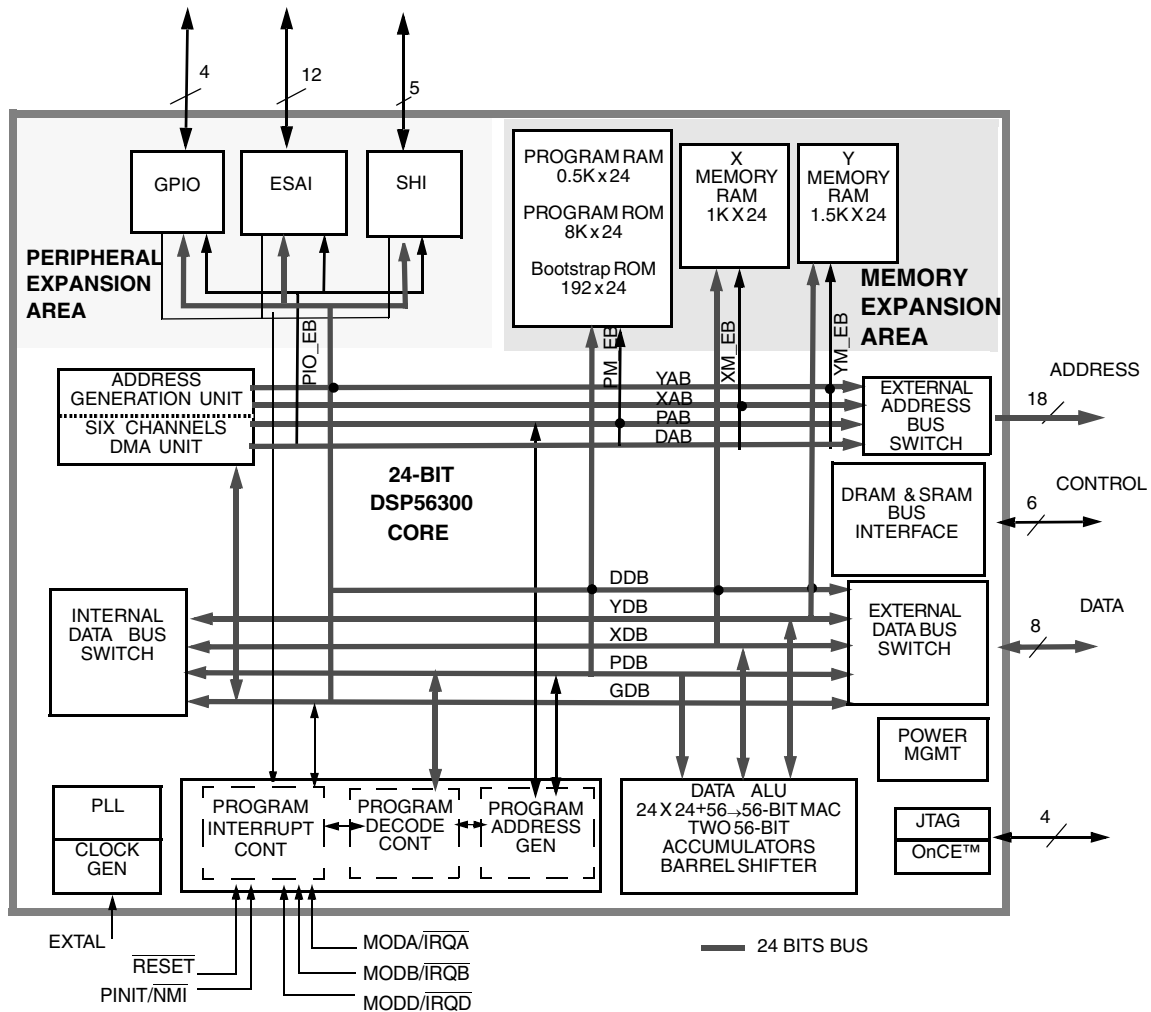 4
12
5
GPIO
ESAI
SHI
PERIPHERAL
EXPANSION
AREA
PROGRAM RAM
0.5K x 24
PROGRAM ROM
8K x 24
Bootstrap ROM
192 x 24
X
MEMORY
RAM
1K X 24
Y
MEMORY
RAM
1.5K X 24
MEMORY
EXPANSION
AREA
PIO_EB
PM_EB
XM_EB
YM_EB
ADDRESS
GENERATION UNIT
SIX CHANNELS
DMA UNIT
YAB
XAB
PAB
DAB
EXTERNAL
ADDRESS
BUS
SWITCH
ADDRESS
18
24-BIT
DSP56300
CORE
DRAM & SRAM
BUS
INTERFACE
CONTROL
6
INTERNAL
DATA BUS
SWITCH
DDB
YDB
XDB
PDB
GDB
EXTERNAL
DATA BUS
SWITCH
DATA
8
POWER
MGMT
PLL
CLOCK
GEN
PROGRAM
INTERRUPT
CONT
PROGRAM
DECODE
CONT
PROGRAM
ADDRESS
GEN
DATA ALU
24 X 24+56→56-BIT MAC
TWO 56-BIT
ACCUMULATORS
BARREL SHIFTER
JTAG
OnCE™
4
EXTAL
RESET
PINIT/NMI
MODA/IRQA
MODB/IRQB
MODD/IRQD
24 BITS BUS